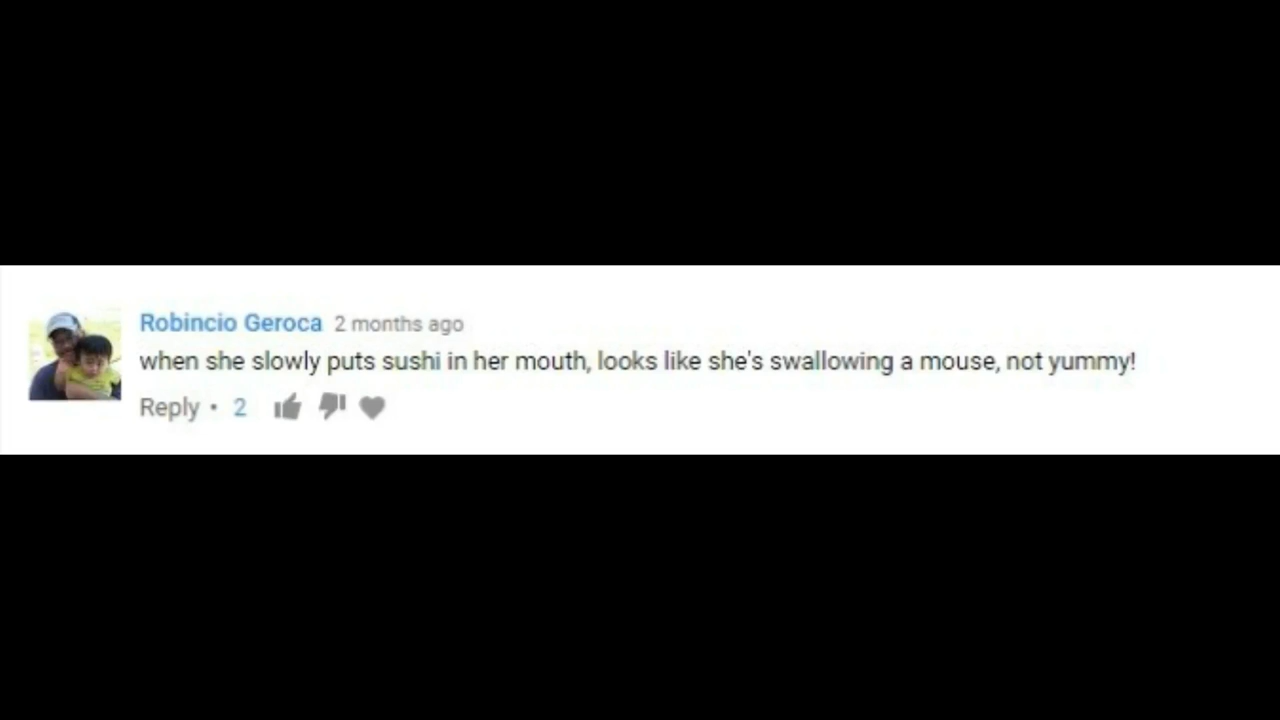 Robincio Geroca 2 months ago
when she slowly puts sushi in her mouth, looks like she's swallowing a mouse, not yummy!
Reply • 2